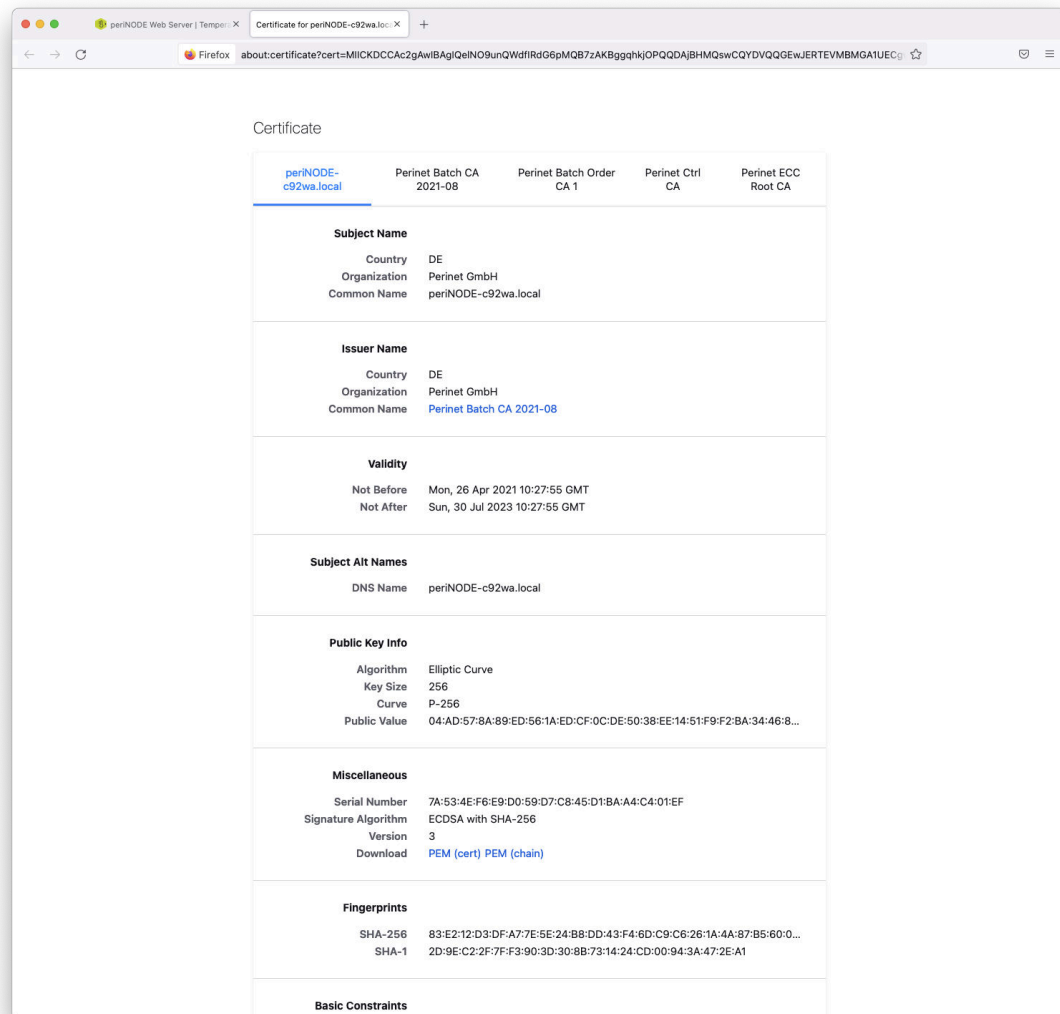 periNODE Web Server | Temper
Certificate for periNODE-c92wa.loc
Firefox
about:certificate?cert=MIICKDCCAc2gAwIBAgIQelNO9unQWdfIRdG6pMQB7zAKBggqhkjOPQQDAjBHMQswCQYDVQQGEwJERTEVMBMGA1UECg
Certificate
periNODE-
c92wa.local
Perinet Batch CA
2021-08
Perinet Batch Order
CA 1
Perinet Ctrl
CA
Perinet ECC
Root CA
Subject Name
Country DE
Organization Perinet GmbH
Common Name periNODE-c92wa.local
Issuer Name
Country DE
Organization Perinet GmbH
Common Name Perinet Batch CA 2021-08
Validity
Not Before Mon, 26 Apr 2021 10:27:55 GMT
Not After Sun, 30 Jul 2023 10:27:55 GMT
Subject Alt Names
DNS Name periNODE-c92wa.local
Public Key Info
Algorithm Elliptic Curve
Key Size 256
Curve P-256
Public Value 04:AD:57:8A:89:ED:56:1A:ED:CF:0C:DE:50:38:EE:14:51:F9:F2:BA:34:46:8...
Miscellaneous
Serial Number 7A:53:4E:F6:E9:D0:59:D7:C8:45:D1:BA:A4:C4:01:EF
Signature Algorithm ECDSA with SHA-256
Version 3
Download PEM (cert) PEM (chain)
Fingerprints
SHA-256 83:E2:12:D3:DF:A7:7E:5E:24:B8:DD:43:F4:6D:C9:C6:26:1A:4A:87:B5:60:0...
SHA-1 2D:9E:C2:2F:7F:F3:90:3D:30:8B:73:14:24:CD:00:94:3A:47:2E:A1
Basic Constraints